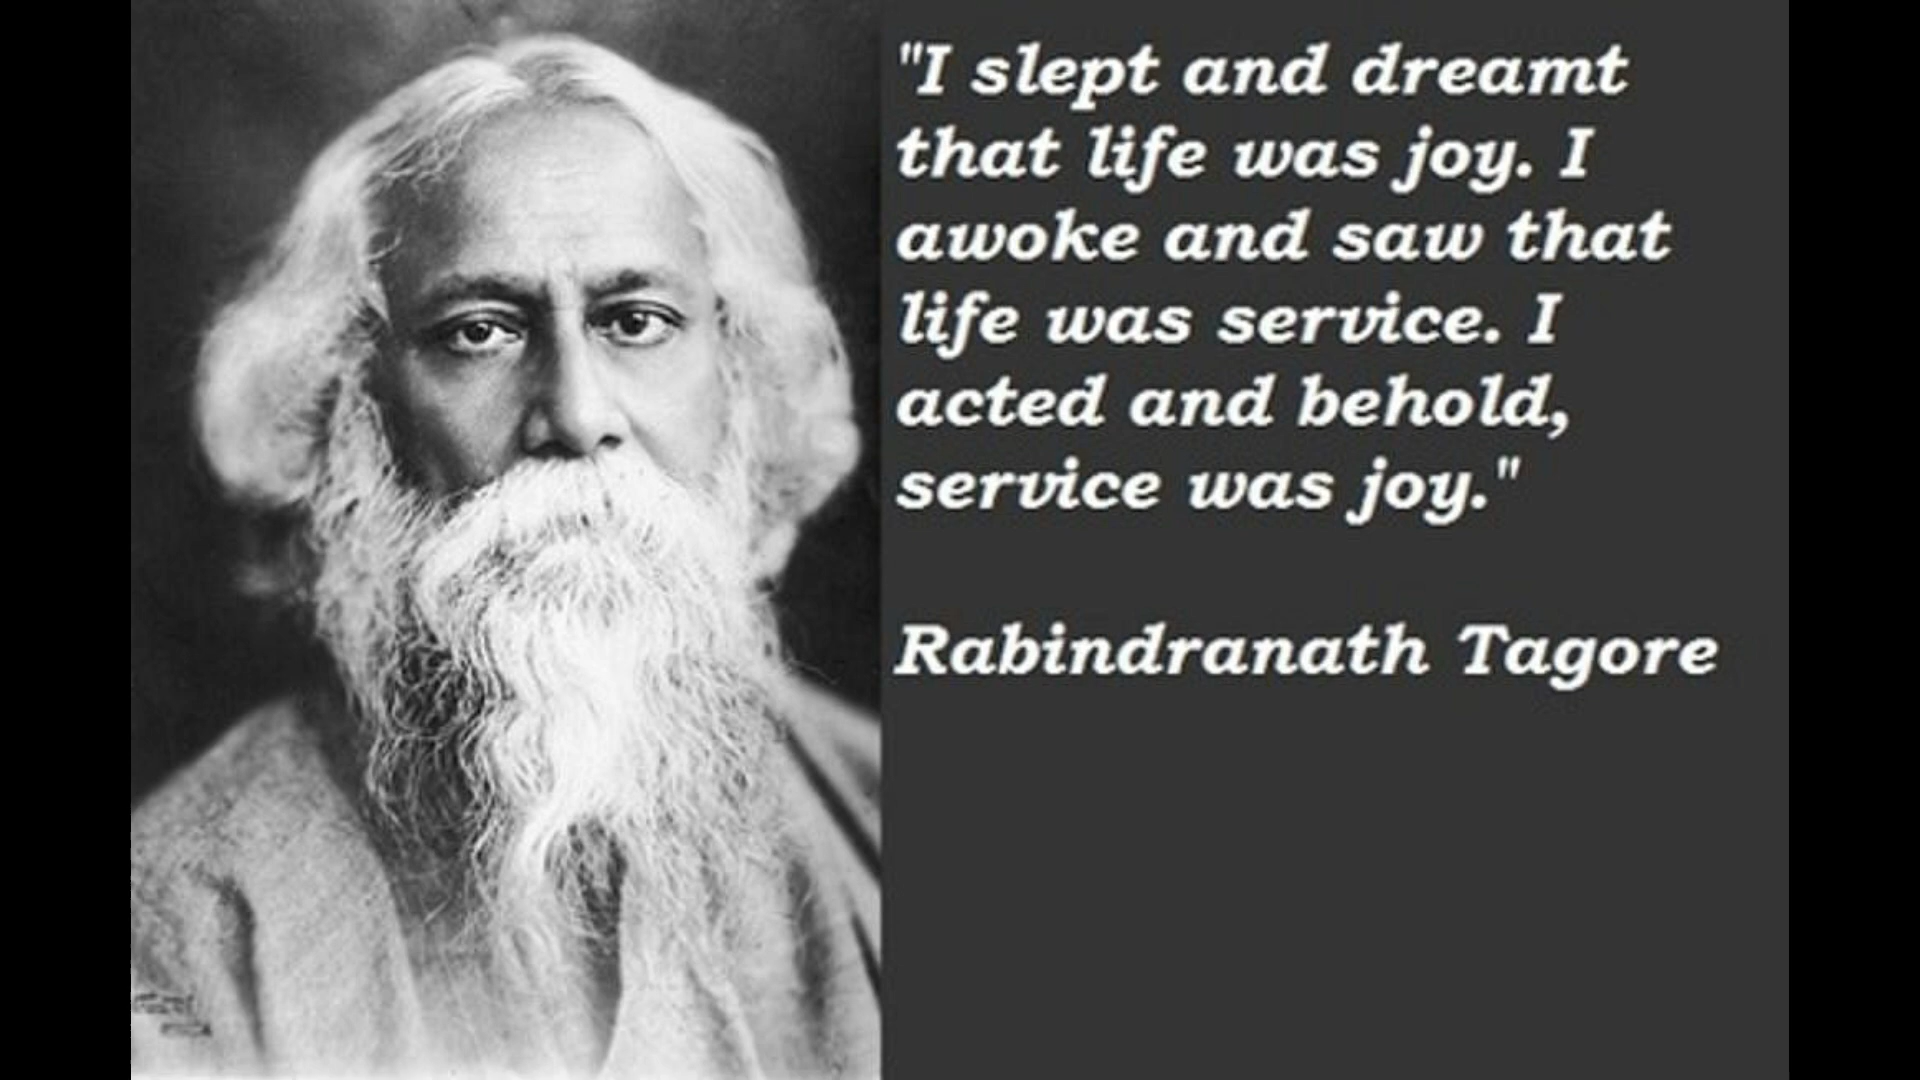 "I slept and dreamt
that life was joy. I
awoke and saw that
life was service. I
acted and behold,
service was joy."
Rabindranath Tagore